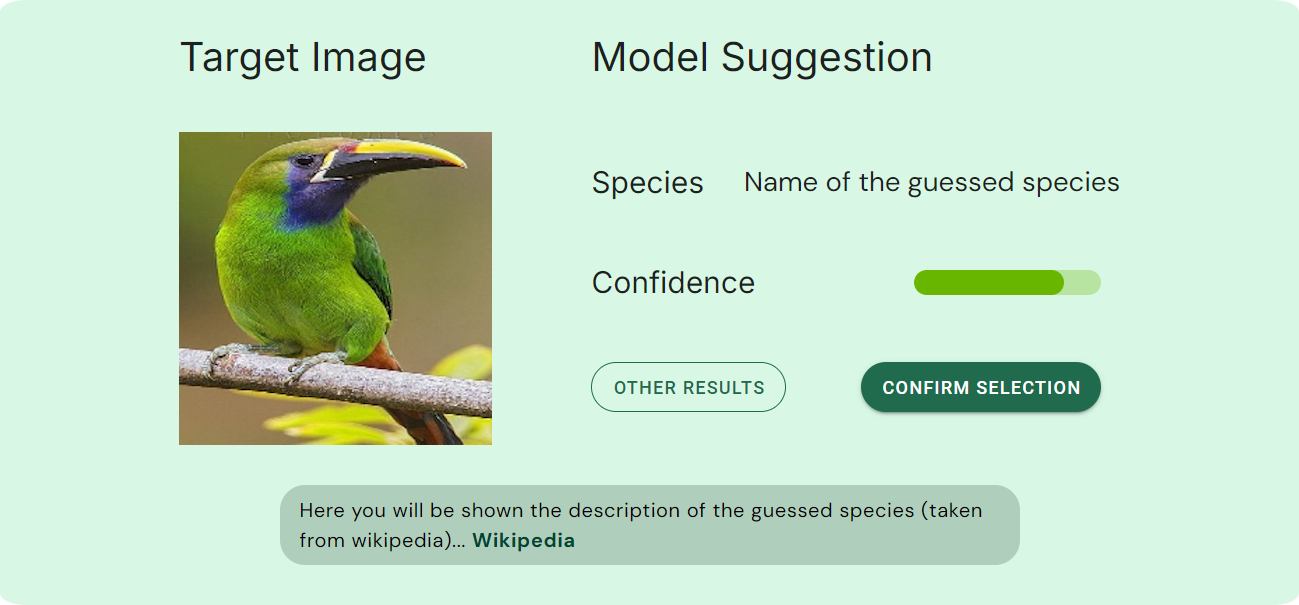 Target Image
Model Suggestion
Species
Name of the guessed species
Confidence
OTHER RESULTS
CONFIRM SELECTION
Here you will be shown the description of the guessed species (taken
from wikipedia)... Wikipedia